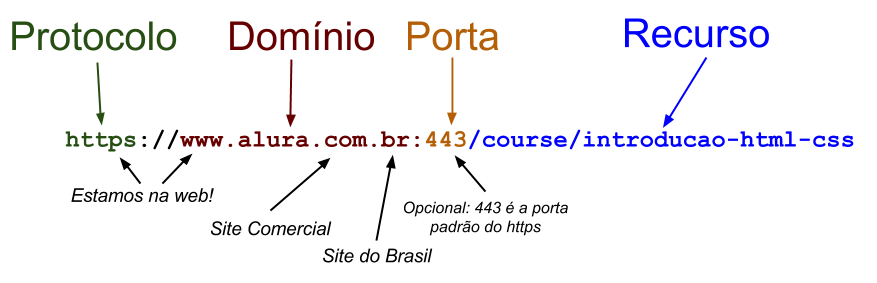 Protocolo Domínio Porta Recurso
https://www.alura.com.br:443/course/introducao-html-css
Estamos na web!
Site Comercial
Site do Brasil
Opcional: 443 é a porta
padrão do https